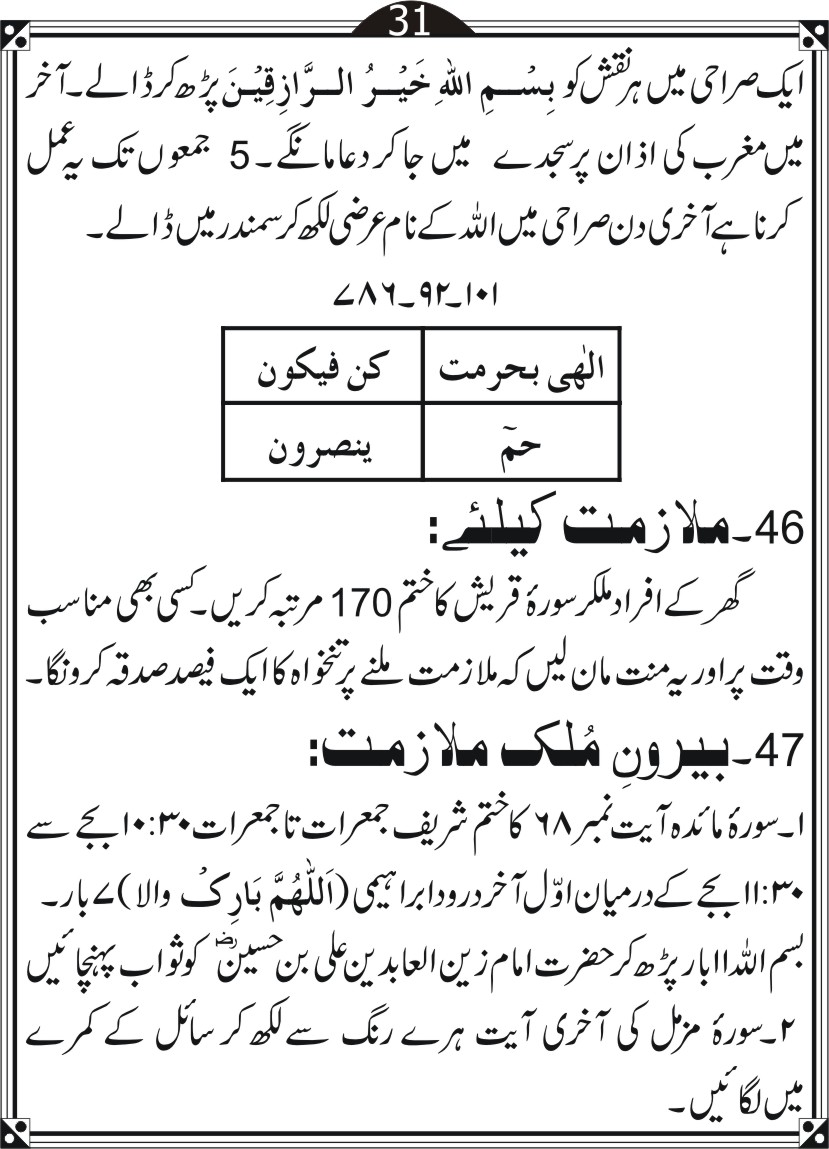 31
ایک صراحی میں ہر نقش کو بِسْمِ اللهِ خَیْرُ الرَّازِقِیْنَ پڑھ کر ڈالے۔آخر
میں مغرب کی اذان پر سجدے میں جا کر دعا مانگے۔5 جمعوں تک یہ عمل
کرنا ہے آخری دن صراحی میں اللہ کے نام عرضی لکھ کر سمندر میں ڈالے۔
۷۸۶۔۹۲۔۱۰۱
الٰهی بحرمت کن فیکون
حمٓ ینصرون
46۔ملازمت کیلئے:
گھر کے افراد ملکر سورۂ قریش کا ختم 170 مرتبہ کریں۔کسی بھی مناسب
وقت پر اور یہ منت مان لیں کہ ملازمت ملنے پر تنخواہ کا ایک فیصد صدقہ کرونگا۔
47۔بیرونِ مُلک ملازمت:
۱۔سورۂ مائدہ آیت نمبر ۶۸ کا ختم شریف جمعرات تا جمعرات ۱۰:۳۰ بجے سے
۱۱:۳۰ بجے کے درمیان اوّل آخر درود ابراہیمی (اَللّٰهُمَّ بَارِكْ والا) ۷ بار۔
بسم اللہ ۱۱ بار پڑھ کر حضرت امام زین العابدین علی بن حسینؓ کو ثواب پہنچائیں
۲۔سورۂ مزمل کی آخری آیت ہرے رنگ سے لکھ کر سائل کے کمرے
میں لگائیں۔